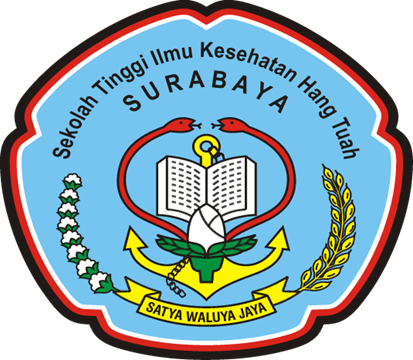 Sekolah Tinggi Ilmu Kesehatan Hang Tuah
SURABAYA
SATYA WALUYA JAYA